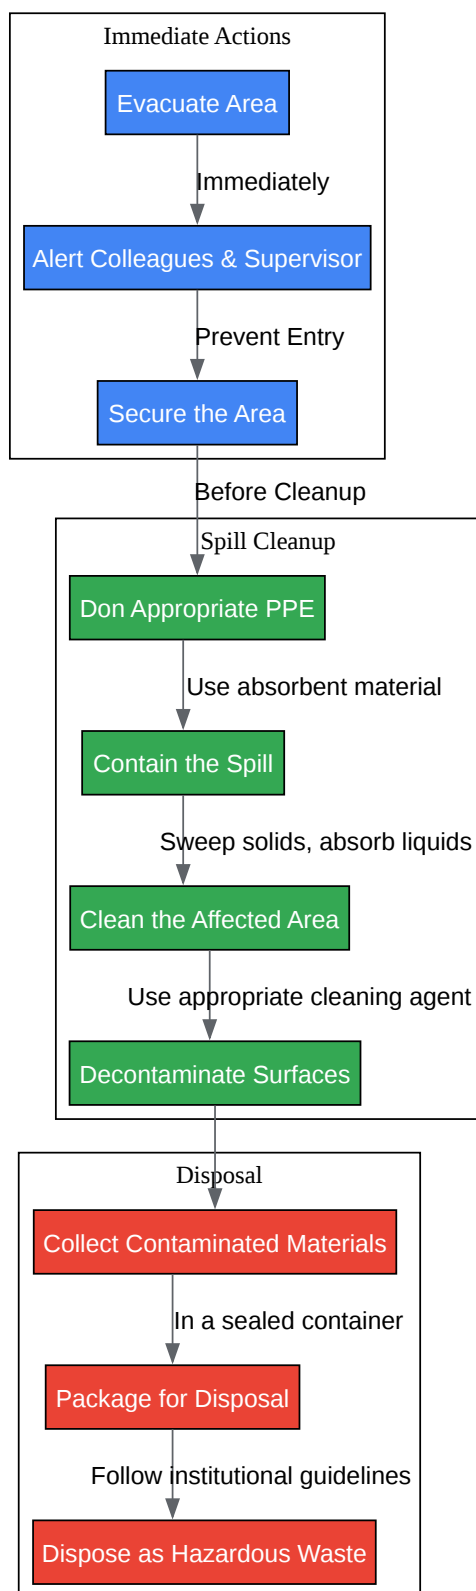 Immediate Actions
Evacuate Area
Immediately
Alert Colleagues & Supervisor
Prevent Entry
Secure the Area
Before Cleanup
Spill Cleanup
Don Appropriate PPE
Use absorbent material
Contain the Spill
Sweep solids, absorb liquids
Clean the Affected Area
Use appropriate cleaning agent
Decontaminate Surfaces
Disposal
Collect Contaminated Materials
In a sealed container
Package for Disposal
Follow institutional guidelines
Dispose as Hazardous Waste